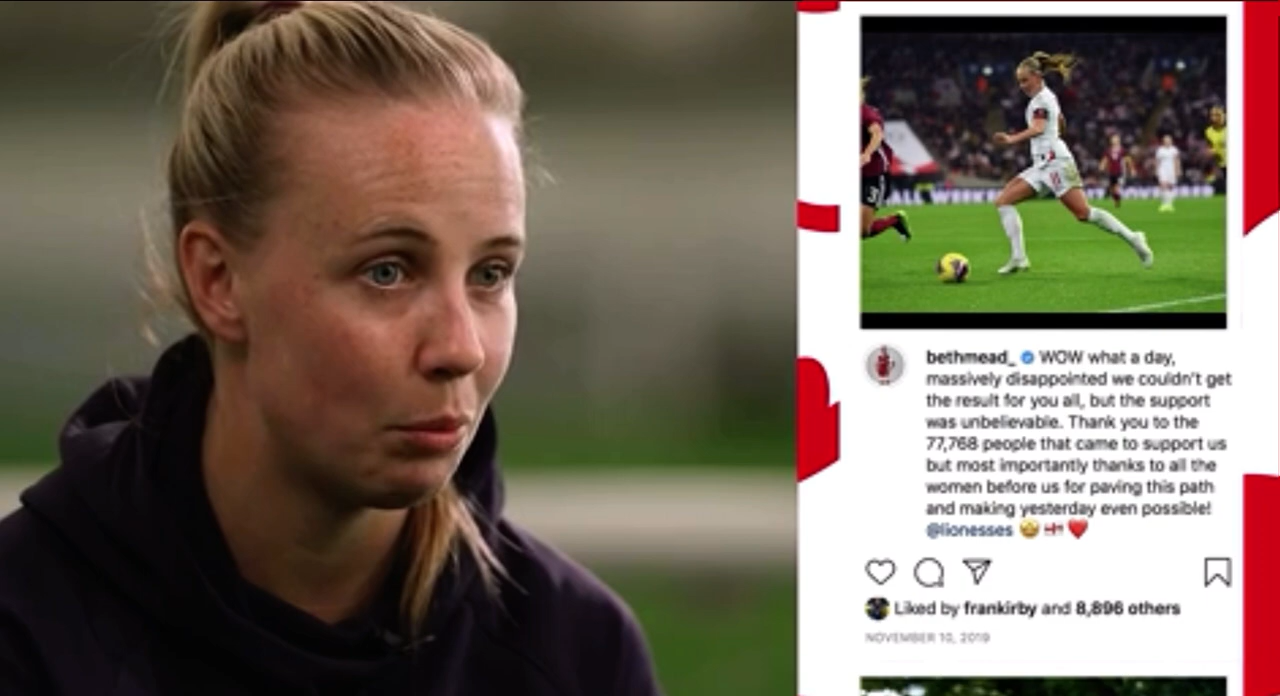 ALL WEEK
NOVEMBER
bethmead_ WOW what a day,
massively disappointed we couldn't get
the result for you all, but the support
was unbelievable. Thank you to the
77,768 people that came to support us
but most importantly thanks to all the
women before us for paving this path
and making yesterday even possible!
@lionesses 🤩 🏴󠁧󠁢󠁥󠁮󠁧󠁿 ❤️
Liked by frankirby and 8,896 others
NOVEMBER 10, 2019